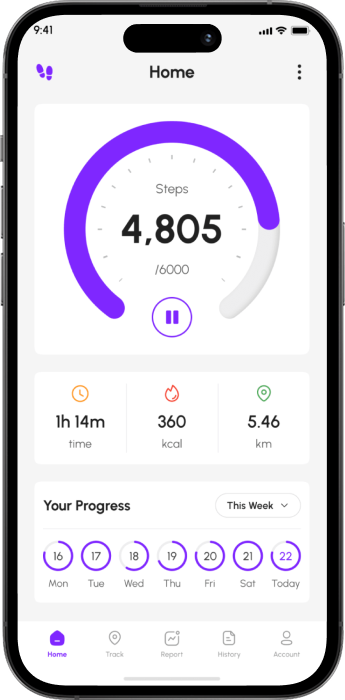 9:41
Home
Steps
4,805
/6000
1h 14m 360 5.46
time kcal km
Your Progress This Week
16 17 18 19 20 21 22
Mon Tue Wed Thu Fri Sat Today
Home Track Report History Account